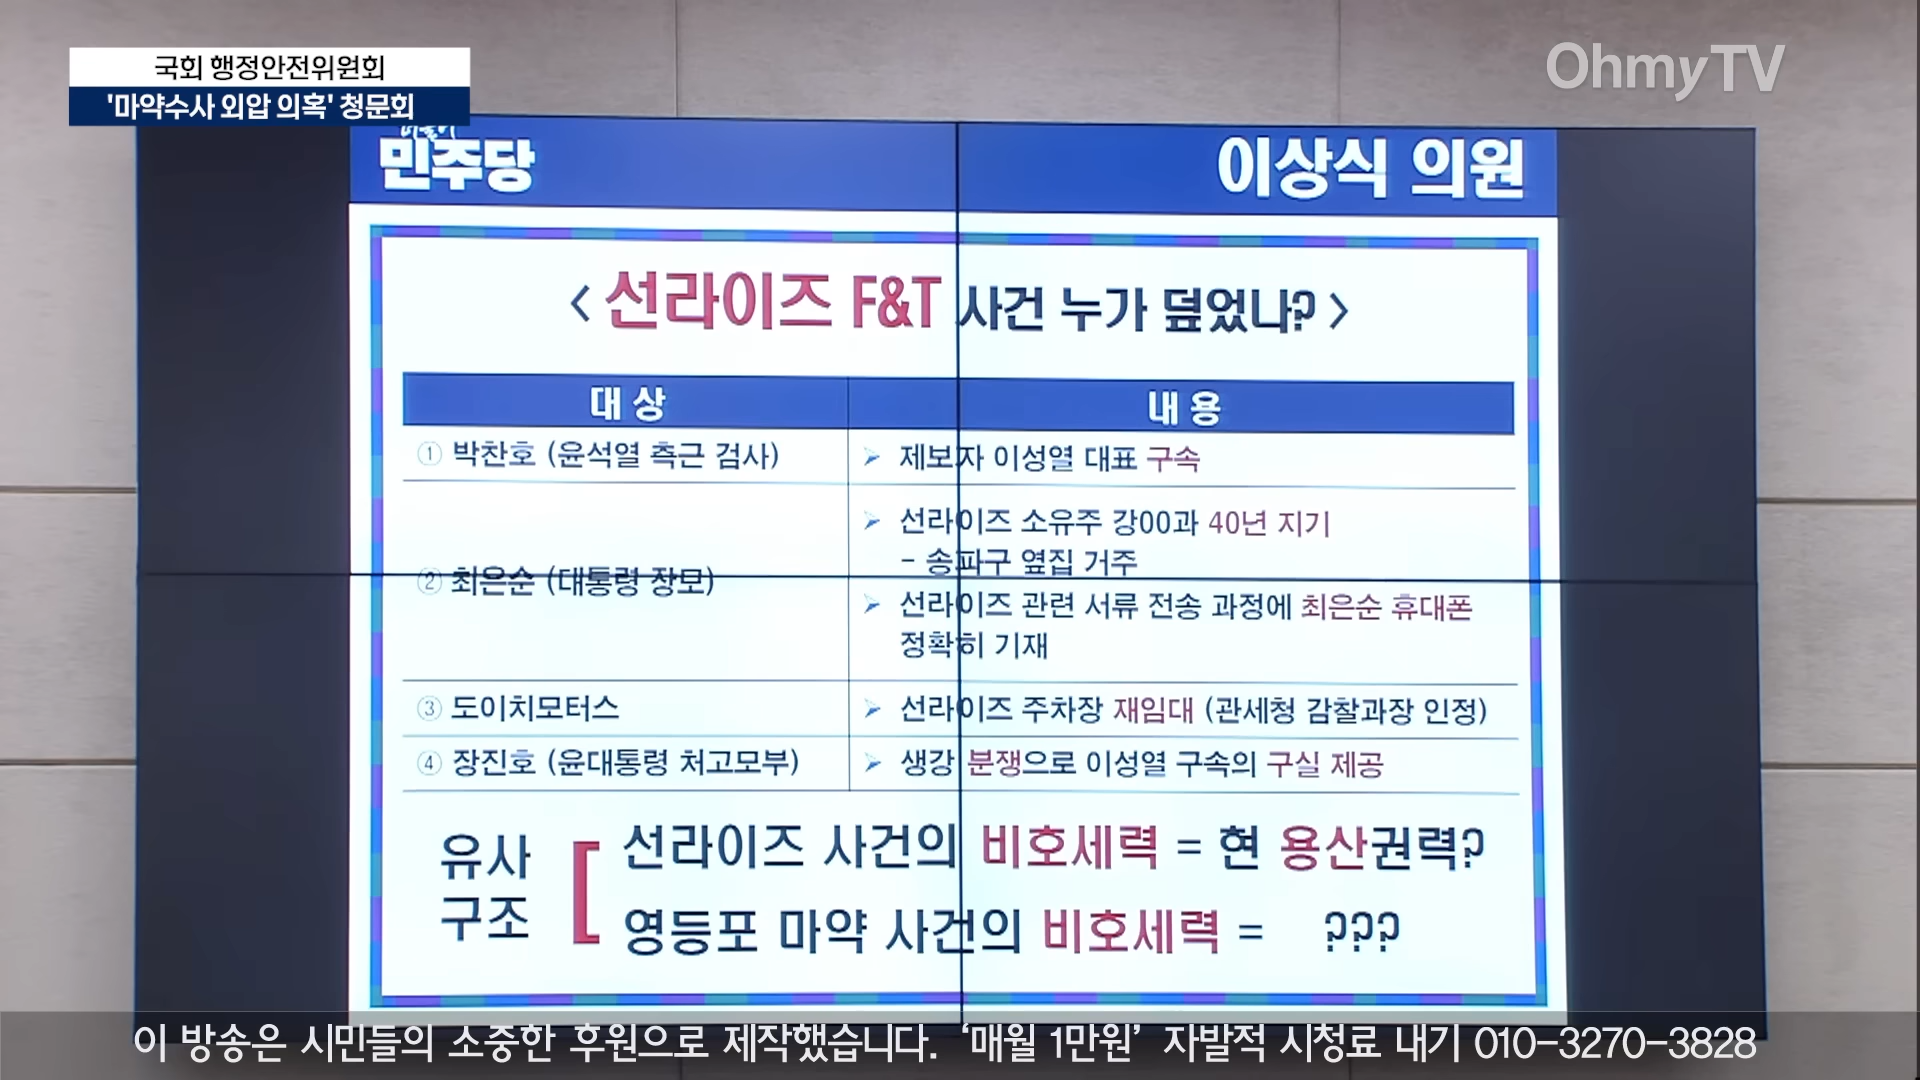 국회 행정안전위원회
'마약수사 외압 의혹' 청문회
OhmyTV
더불어
민주당
이상식 의원
< 선라이즈 F&T 사건 누가 덮었나? >
대 상
내 용
① 박찬호 (윤석열 측근 검사)
➢ 제보자 이성열 대표 구속
② 최은순 (대통령 장모)
➢ 선라이즈 소유주 강00과 40년 지기
- 송파구 옆집 거주
➢ 선라이즈 관련 서류 전송 과정에 최은순 휴대폰
정확히 기재
③ 도이치모터스
➢ 선라이즈 주차장 재임대 (관세청 감찰과장 인정)
④ 장진호 (윤대통령 처고모부)
➢ 생강 분쟁으로 이성열 구속의 구실 제공
유사
구조
선라이즈 사건의 비호세력 = 현 용산권력?
영등포 마약 사건의 비호세력 = ???
이 방송은 시민들의 소중한 후원으로 제작했습니다. ‘매월 1만원’ 자발적 시청료 내기 010-3270-3828